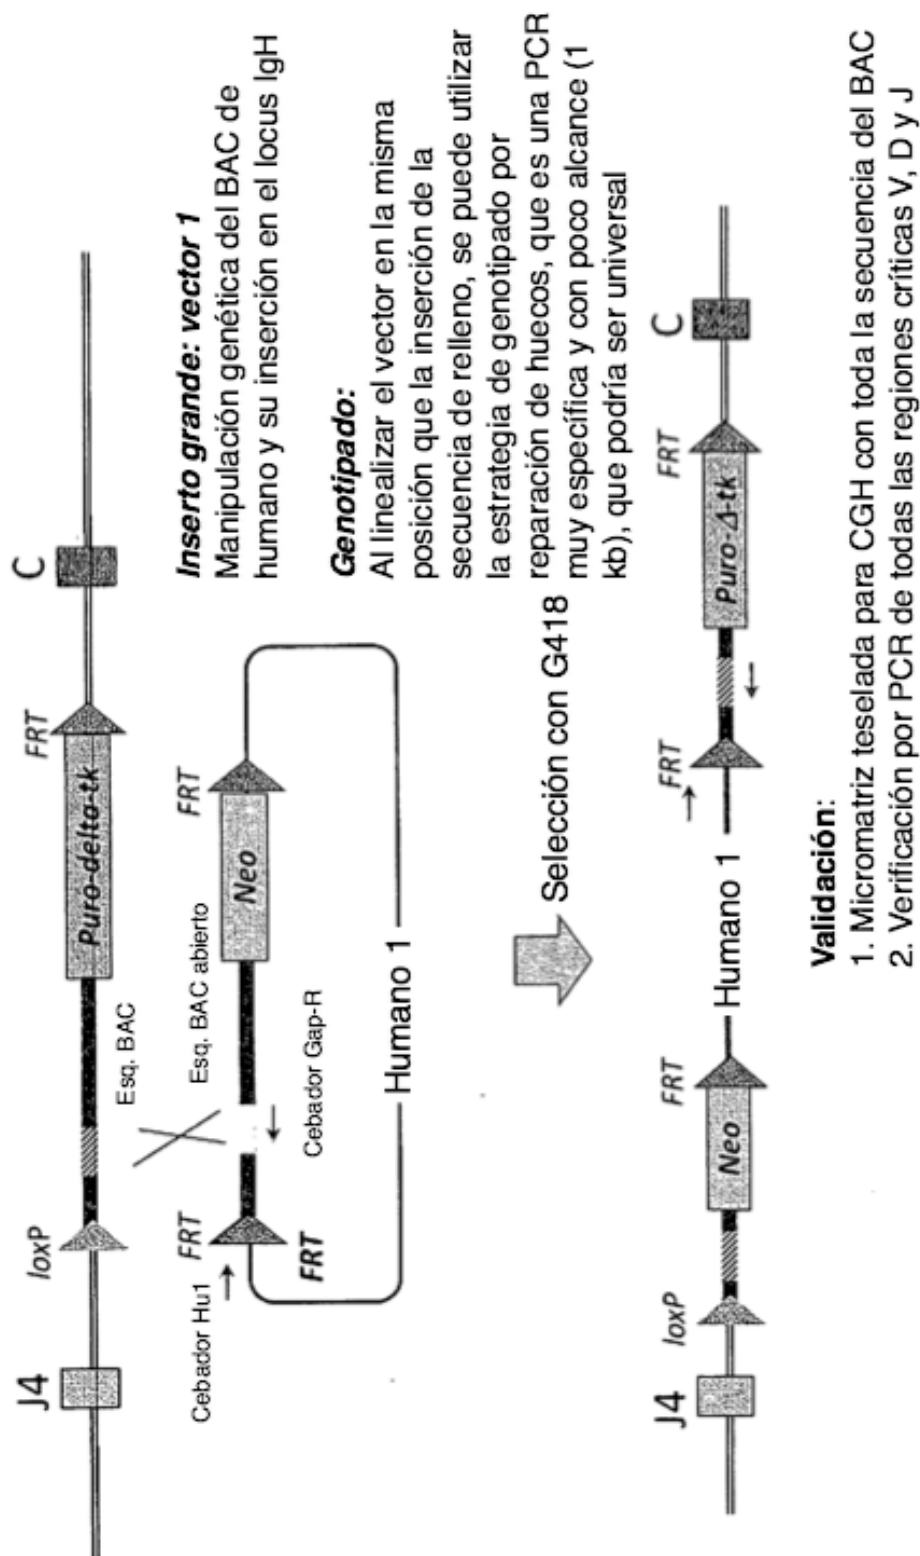 J4
loxP
Esq. BAC
Puro-delta-tk
FRT
C
Cebador Hu1
FRT
FRT
Cebador Gap-R
Esq. BAC abierto
Neo
FRT
Humano 1
Inserto grande: vector 1
Manipulación genética del BAC de
humano y su inserción en el locus IgH
Genotipado:
Al linealizar el vector en la misma
posición que la inserción de la
secuencia de relleno, se puede utilizar
la estrategia de genotipado por
reparación de huecos, que es una PCR
muy específica y con poco alcance (1
kb), que podría ser universal
Selección con G418
J4
loxP
Neo
FRT
Humano 1
FRT
Puro-Δ-tk
FRT
C
Validación:
1. Micromatriz teselada para CGH con toda la secuencia del BAC
2. Verificación por PCR de todas las regiones críticas V, D y J